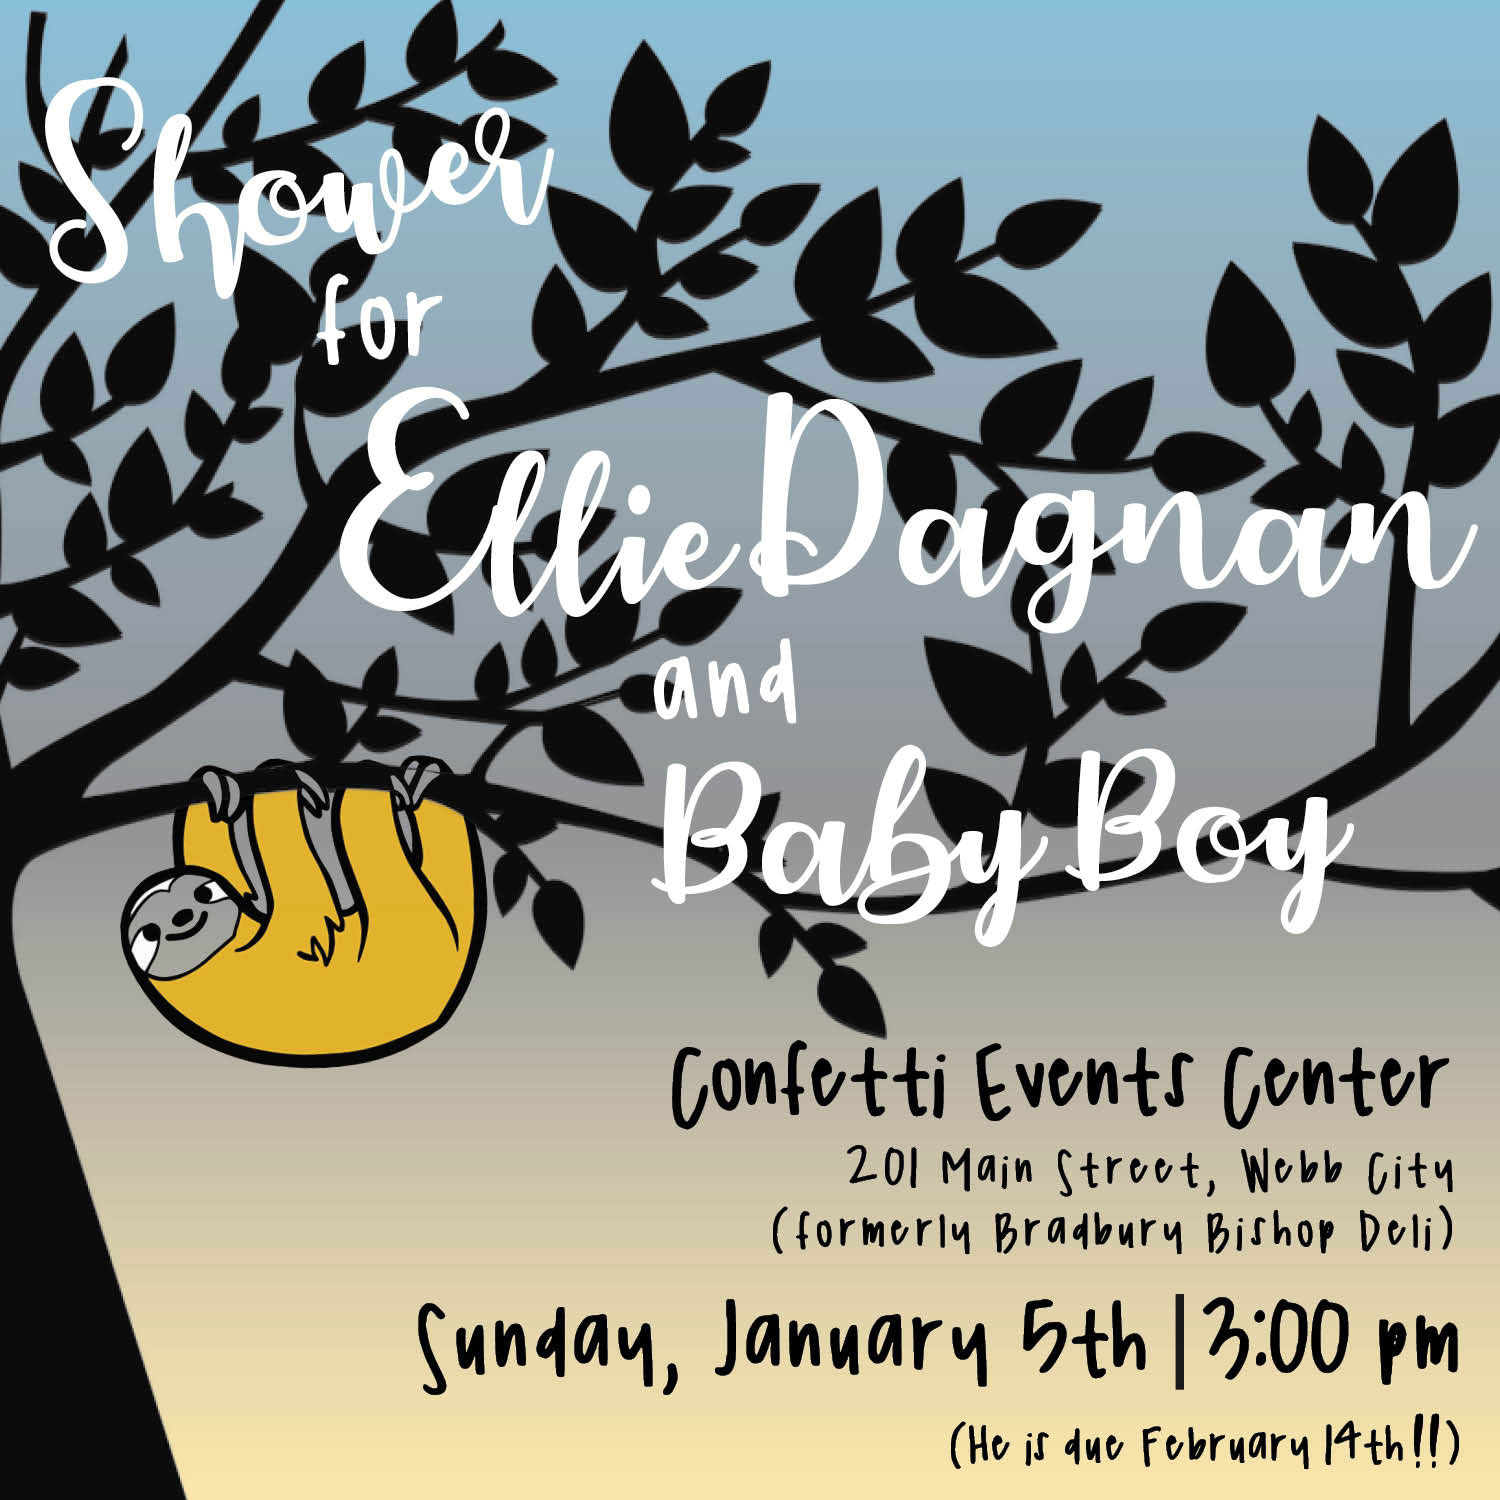 Shower
for
Ellie Dagnan
and
Baby Boy
Confetti Events Center
201 Main Street, Webb City
(formerly Bradbury Bishop Deli)
Sunday, January 5th | 3:00 pm
(He is due February 14th!!)